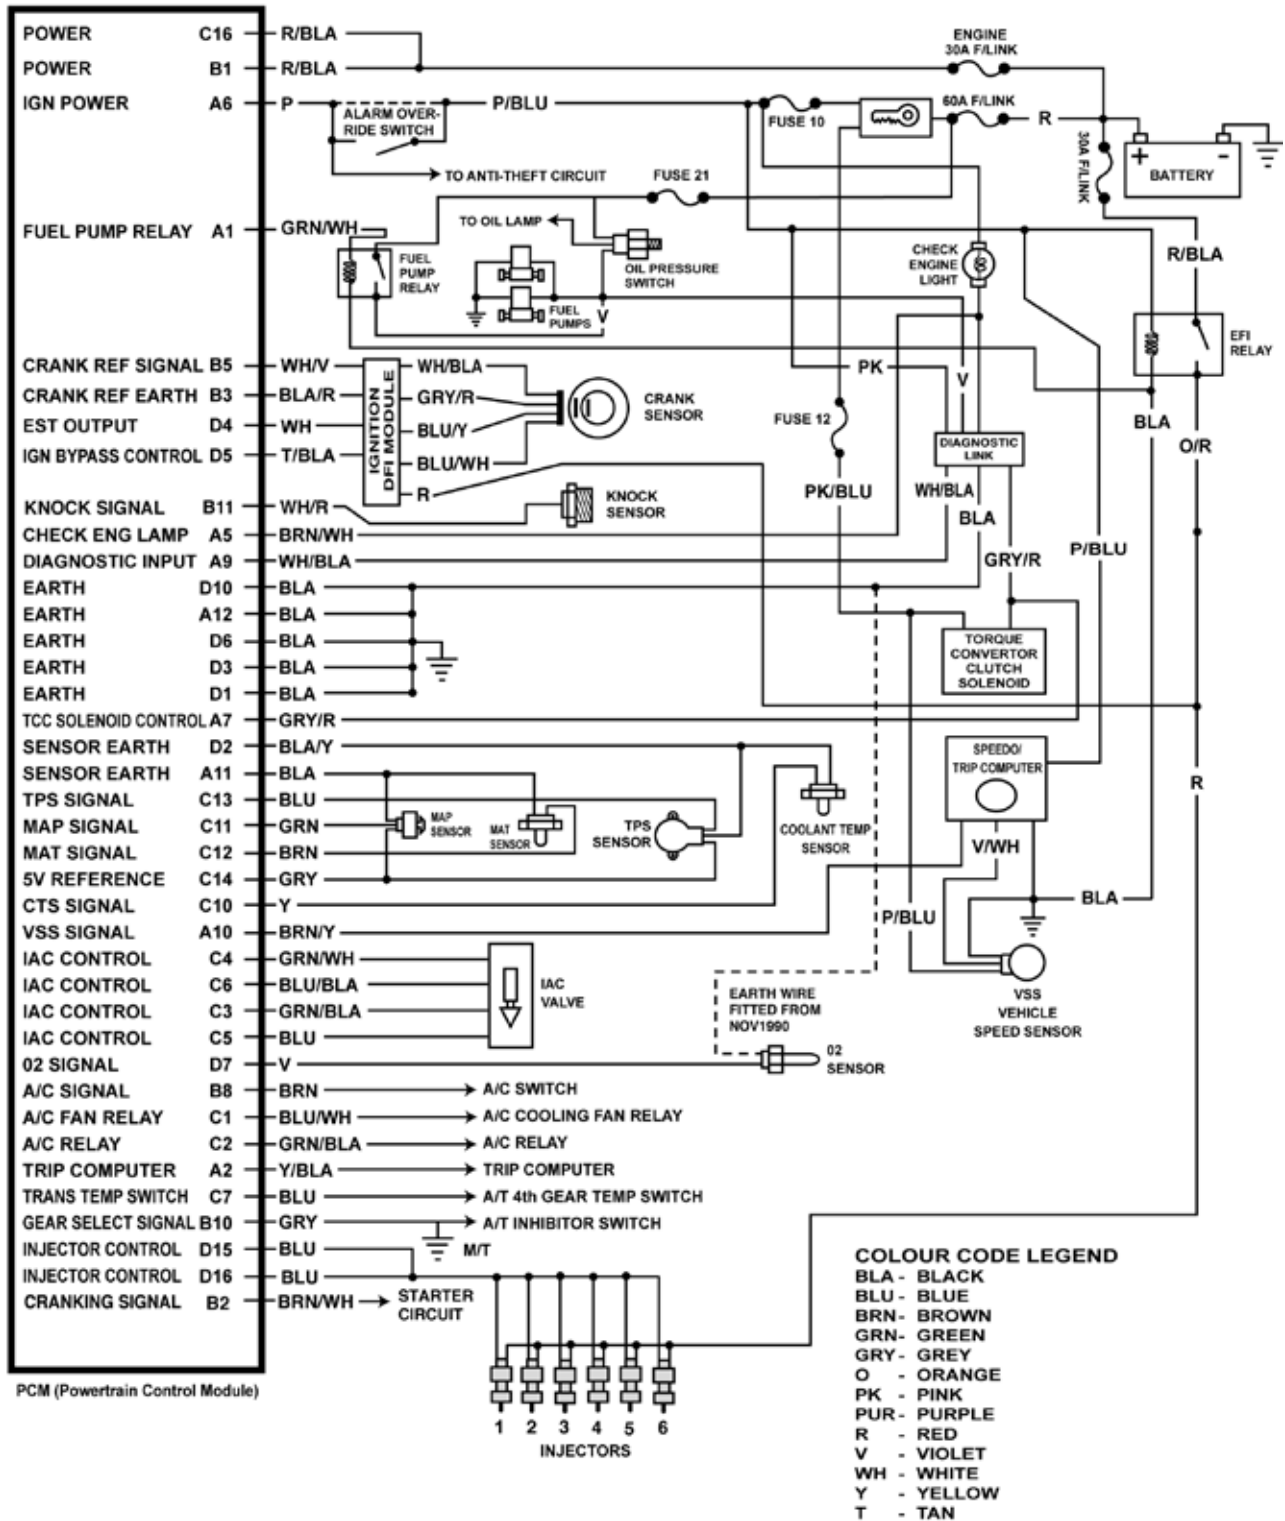 POWER C16 R/BLA
POWER B1 R/BLA
IGN POWER A6 P
P/BLU
ALARM OVER-
RIDE SWITCH
TO ANTI-THEFT CIRCUIT
ENGINE
30A F/LINK
FUSE 10
60A F/LINK
R
30A F/LINK
+ -
BATTERY
FUSE 21
TO OIL LAMP
FUEL PUMP RELAY A1 GRN/WH
FUEL
PUMP
RELAY
OIL PRESSURE
SWITCH
FUEL
PUMPS
V
CHECK
ENGINE
LIGHT
R/BLA
EFI
RELAY
CRANK REF SIGNAL B5 WH/V
CRANK REF EARTH B3 BLA/R
EST OUTPUT D4 WH
IGN BYPASS CONTROL D5 T/BLA
IGNITION
DFI MODULE
WH/BLA
GRY/R
BLU/Y
BLU/WH
R
CRANK
SENSOR
PK
V
FUSE 12
DIAGNOSTIC
LINK
BLA
O/R
PK/BLU
WH/BLA
BLA
GRY/R
P/BLU
KNOCK SIGNAL B11 WH/R
KNOCK
SENSOR
CHECK ENG LAMP A5 BRN/WH
DIAGNOSTIC INPUT A9 WH/BLA
EARTH D10 BLA
EARTH A12 BLA
EARTH D6 BLA
EARTH D3 BLA
EARTH D1 BLA
TORQUE
CONVERTOR
CLUTCH
SOLENOID
TCC SOLENOID CONTROL A7 GRY/R
SENSOR EARTH D2 BLA/Y
SENSOR EARTH A11 BLA
TPS SIGNAL C13 BLU
MAP SIGNAL C11 GRN
MAT SIGNAL C12 BRN
5V REFERENCE C14 GRY
MAP
SENSOR
MAT
SENSOR
TPS
SENSOR
COOLANT TEMP
SENSOR
SPEEDO/
TRIP COMPUTER
R
V/WH
CTS SIGNAL C10 Y
VSS SIGNAL A10 BRN/Y
P/BLU
BLA
VSS
VEHICLE
SPEED SENSOR
IAC CONTROL C4 GRN/WH
IAC CONTROL C6 BLU/BLA
IAC CONTROL C3 GRN/BLA
IAC CONTROL C5 BLU
IAC
VALVE
EARTH WIRE
FITTED FROM
NOV1990
02 SIGNAL D7 V
02
SENSOR
A/C SIGNAL B8 BRN A/C SWITCH
A/C FAN RELAY C1 BLU/WH A/C COOLING FAN RELAY
A/C RELAY C2 GRN/BLA A/C RELAY
TRIP COMPUTER A2 Y/BLA TRIP COMPUTER
TRANS TEMP SWITCH C7 BLU A/T 4th GEAR TEMP SWITCH
GEAR SELECT SIGNAL B10 GRY A/T INHIBITOR SWITCH
M/T
INJECTOR CONTROL D15 BLU
INJECTOR CONTROL D16 BLU
CRANKING SIGNAL B2 BRN/WH
STARTER
CIRCUIT
PCM (Powertrain Control Module)
1 2 3 4 5 6
INJECTORS
COLOUR CODE LEGEND
BLA - BLACK
BLU - BLUE
BRN - BROWN
GRN - GREEN
GRY - GREY
O - ORANGE
PK - PINK
PUR - PURPLE
R - RED
V - VIOLET
WH - WHITE
Y - YELLOW
T - TAN